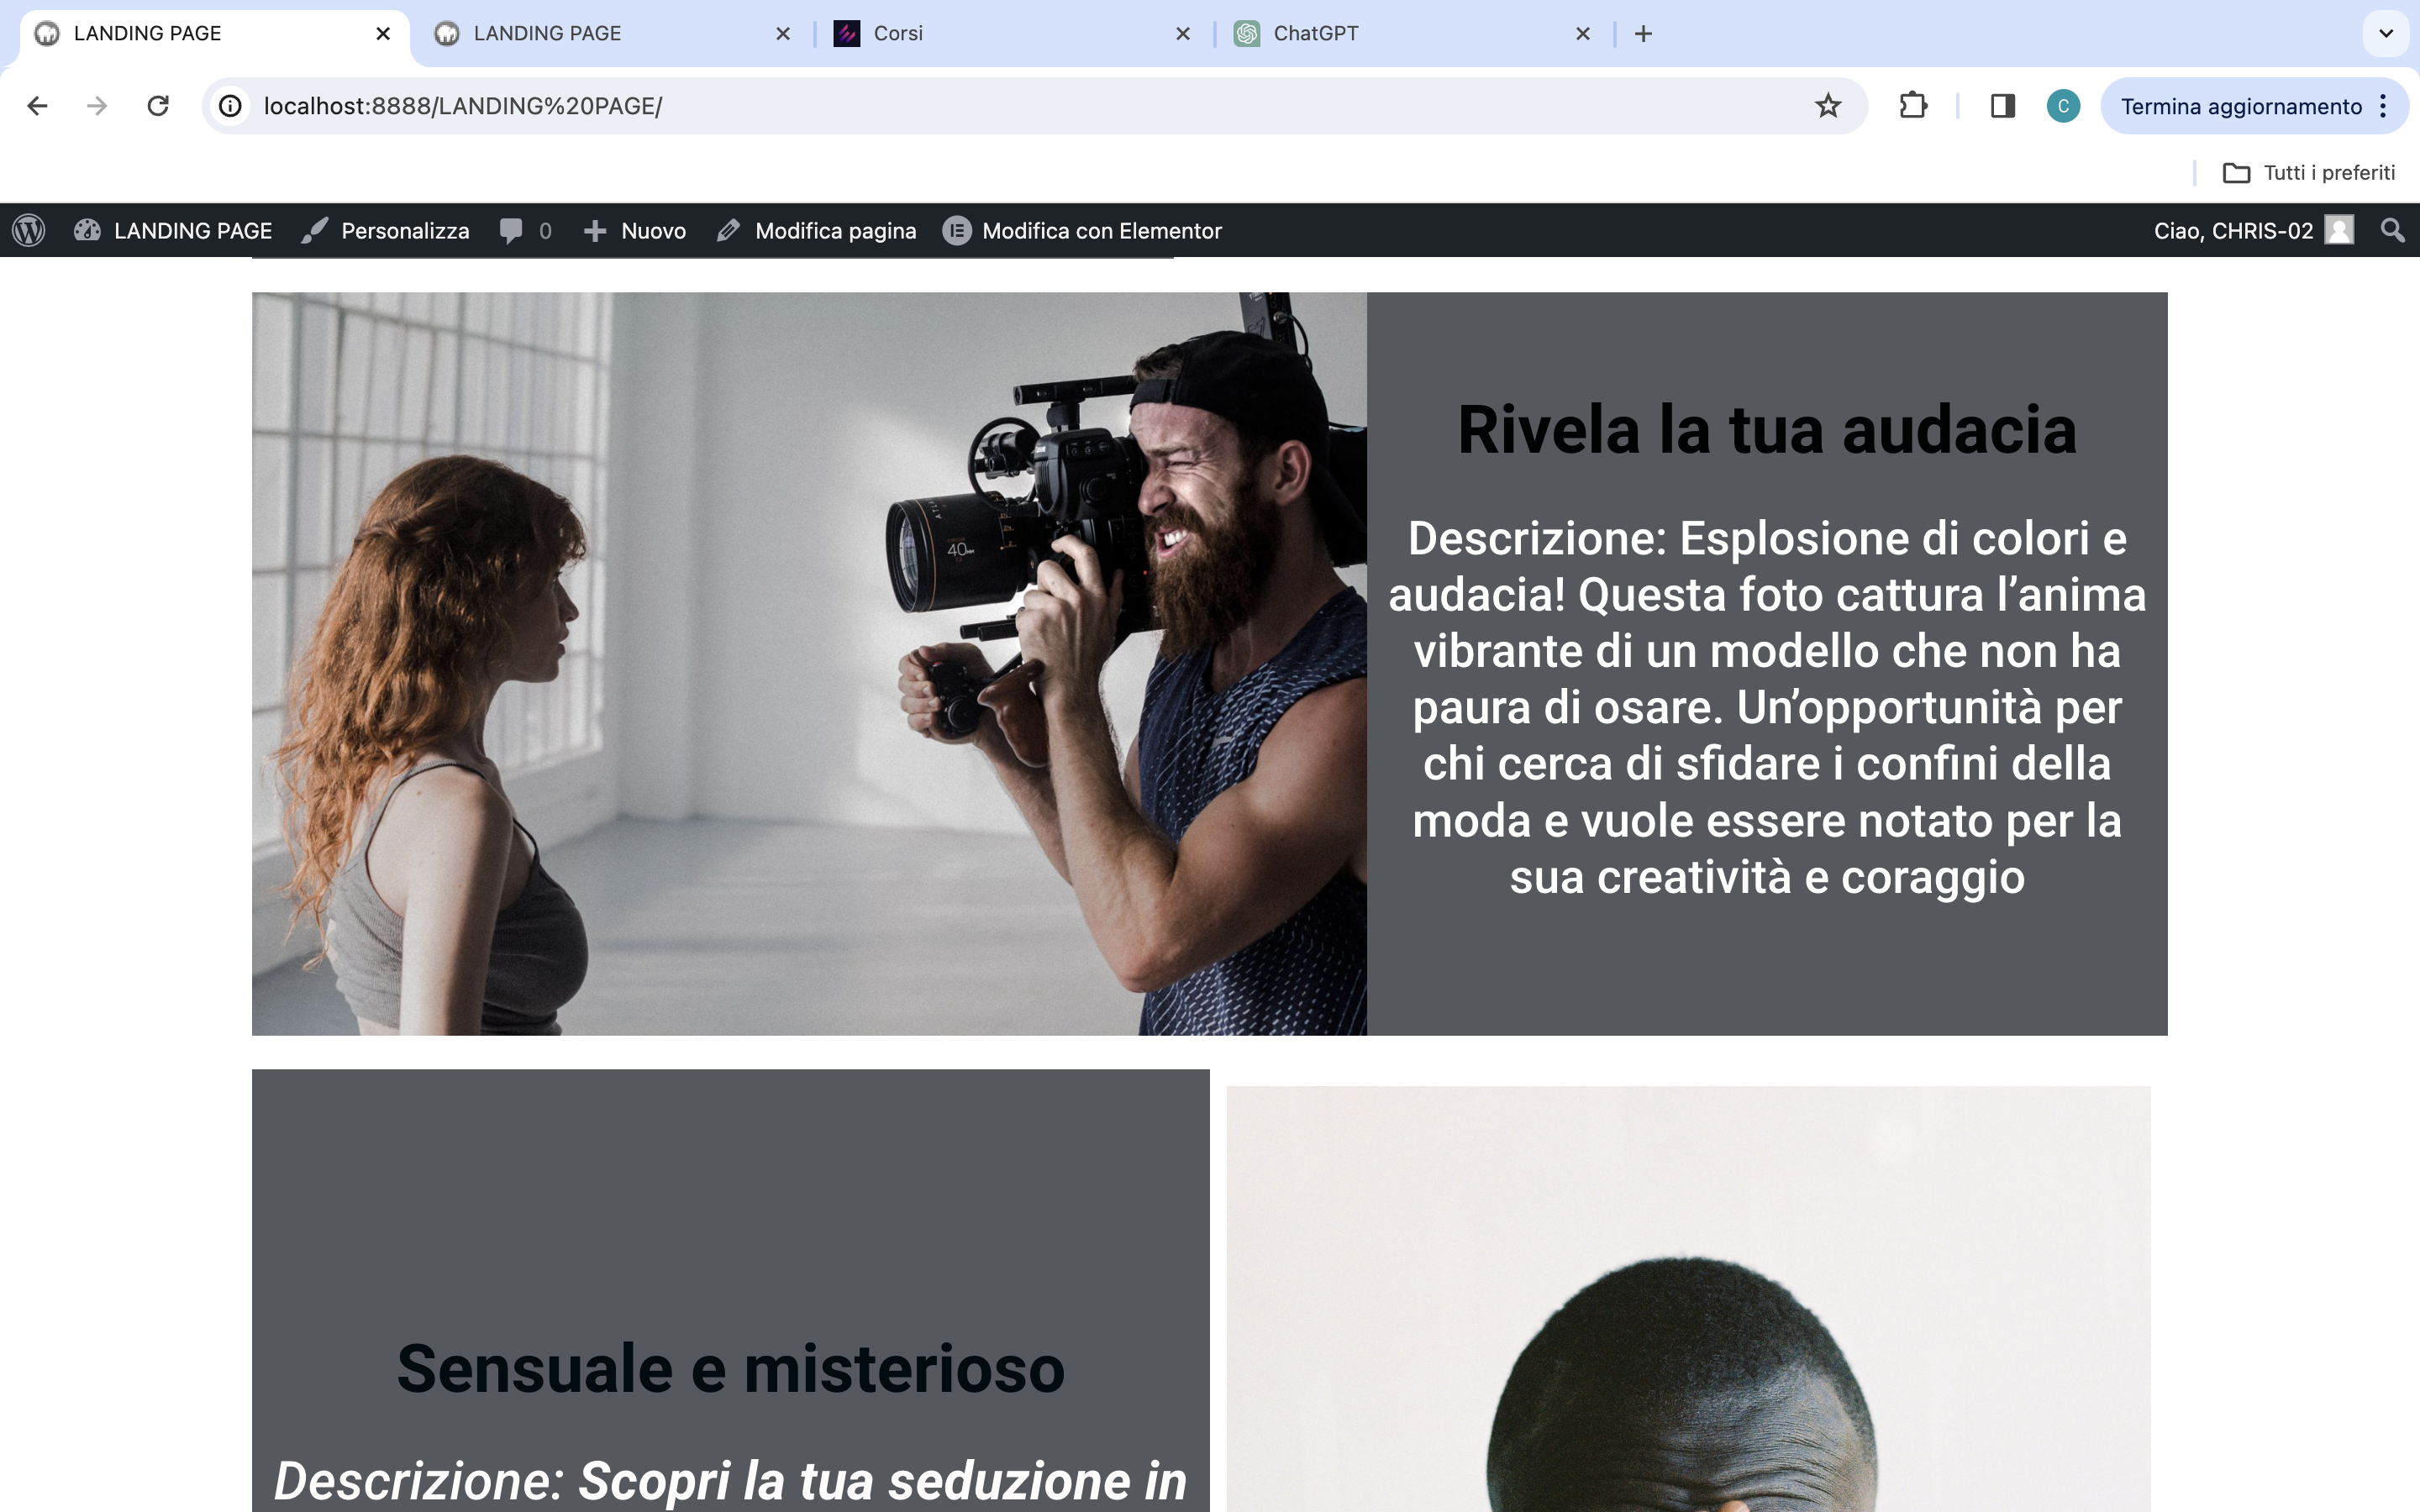 LANDING PAGE
LANDING PAGE
Corsi
ChatGPT
localhost:8888/LANDING%20PAGE/
C
Termina aggiornamento
Tutti i preferiti
LANDING PAGE
Personalizza
0
Nuovo
Modifica pagina
Modifica con Elementor
Ciao, CHRIS-02
40MM
Rivela la tua audacia
Descrizione: Esplosione di colori e
audacia! Questa foto cattura l’anima
vibrante di un modello che non ha
paura di osare. Un’opportunità per
chi cerca di sfidare i confini della
moda e vuole essere notato per la
sua creatività e coraggio
Sensuale e misterioso
Descrizione: Scopri la tua seduzione in